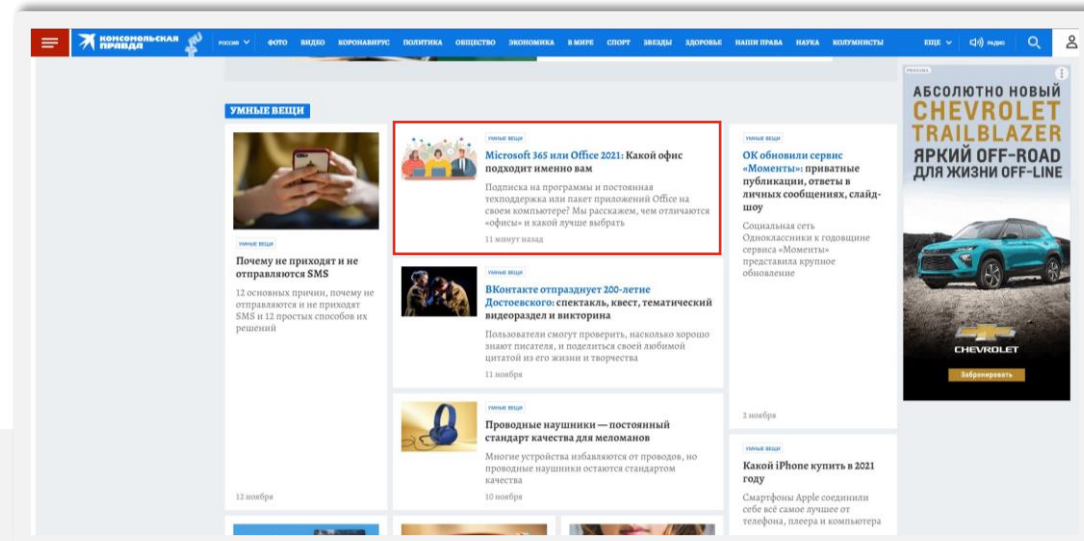 КОМСОМОЛЬСКАЯ
ПРАВДА
РОССИЯ
ФОТО ВИДЕО КОРОНАВИРУС ПОЛИТИКА ОБЩЕСТВО ЭКОНОМИКА В МИРЕ СПОРТ ЗВЕЗДЫ ЗДОРОВЬЕ НАШИ ПРАВА НАУКА КОЛУМНИСТЫ ЕЩЕ РАДИО
УМНЫЕ ВЕЩИ
УМНЫЕ ВЕЩИ
Почему не приходят и не
отправляются SMS
12 основных причин, почему не
отправляются и не приходят
SMS и 12 простых способов их
решений
12 ноября
УМНЫЕ ВЕЩИ
Microsoft 365 или Office 2021: Какой офис
подходит именно вам
Подписка на программы и постоянная
техподдержка или пакет приложений Office на
своем компьютере? Мы расскажем, чем отличаются
«офисы» и какой лучше выбрать
11 минут назад
УМНЫЕ ВЕЩИ
ВКонтакте отпразднует 200-летие
Достоевского: спектакль, квест, тематический
видеораздел и викторина
Пользователи смогут проверить, насколько хорошо
знают писателя, и поделиться своей любимой
цитатой из его жизни и творчества
11 ноября
УМНЫЕ ВЕЩИ
Проводные наушники — постоянный
стандарт качества для меломанов
Многие устройства избавляются от проводов, но
проводные наушники остаются стандартом
качества
10 ноября
УМНЫЕ ВЕЩИ
ОК обновили сервис
«Моменты»: приватные
публикации, ответы в
личных сообщениях, слайд-
шоу
Социальная сеть
Одноклассники к годовщине
сервиса «Моменты»
представила крупное
обновление
2 ноября
УМНЫЕ ВЕЩИ
Какой iPhone купить в 2021
году
Смартфоны Apple соединили
себе всё самое лучшее от
телефона, плеера и компьютера
РЕКЛАМА
АБСОЛЮТНО НОВЫЙ
CHEVROLET
TRAILBLAZER
ЯРКИЙ OFF-ROAD
ДЛЯ ЖИЗНИ OFF-LINE
CHEVROLET
Забронировать